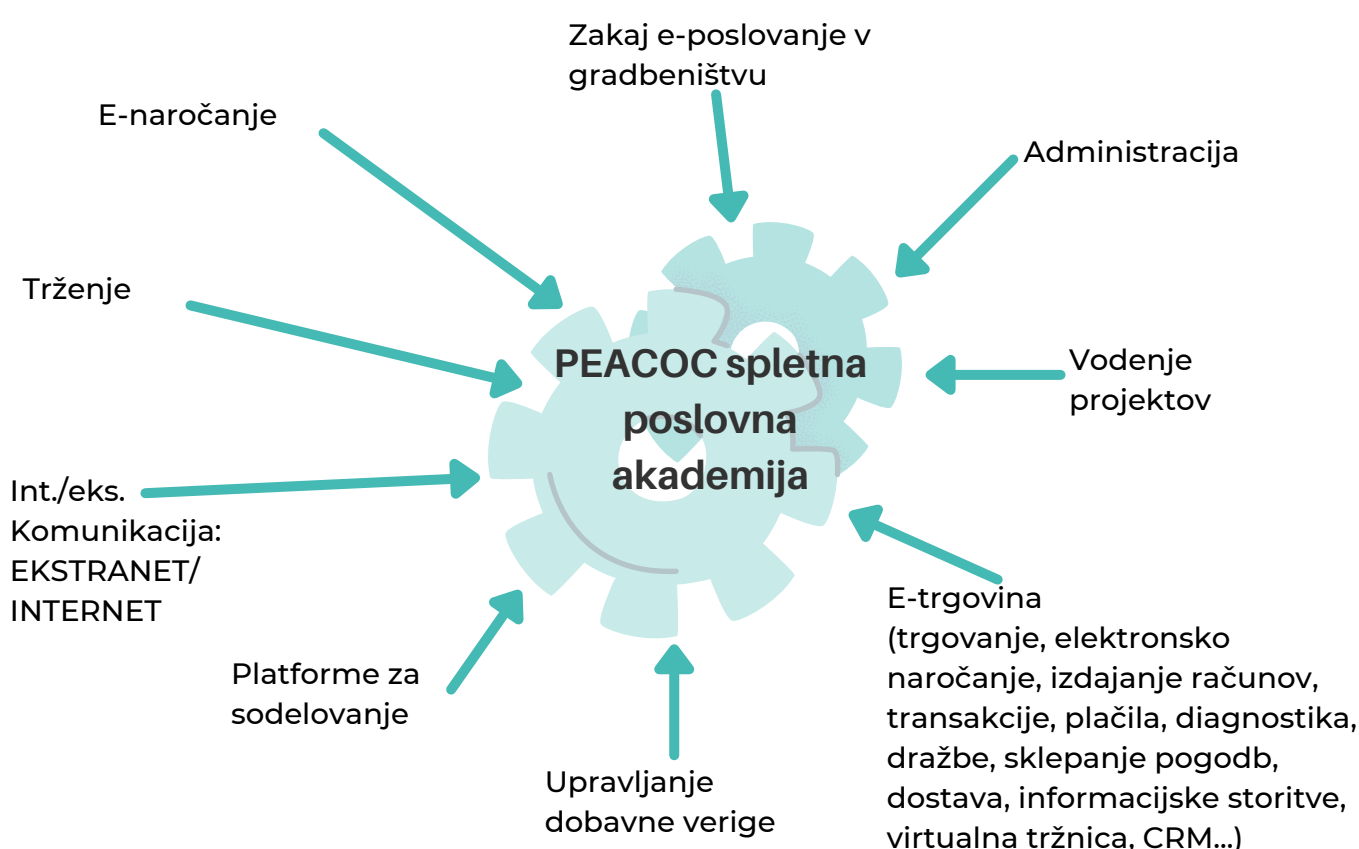 Zakaj e-poslovanje v
gradbeništvu
E-naročanje
Administracija
Trženje
PEACOC spletna
poslovna
akademija
Vodenje
projektov
Int./eks.
Komunikacija:
EKSTRANET/
INTERNET
E-trgovina
(trgovanje, elektronsko
naročanje, izdajanje računov,
transakcije, plačila, diagnostika,
dražbe, sklepanje pogodb,
dostava, informacijske storitve,
virtualna tržnica, CRM...)
Platforme za
sodelovanje
Upravljanje
dobavne verige